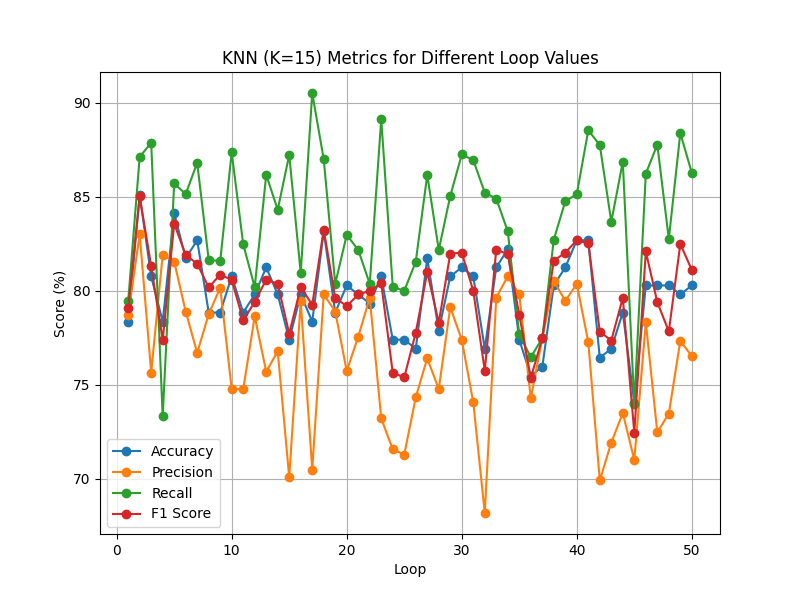 KNN (K=15) Metrics for Different Loop Values
Score (%)
90
85
80
75
70
Accuracy
Precision
Recall
F1 Score
0
10
20
30
40
50
Loop